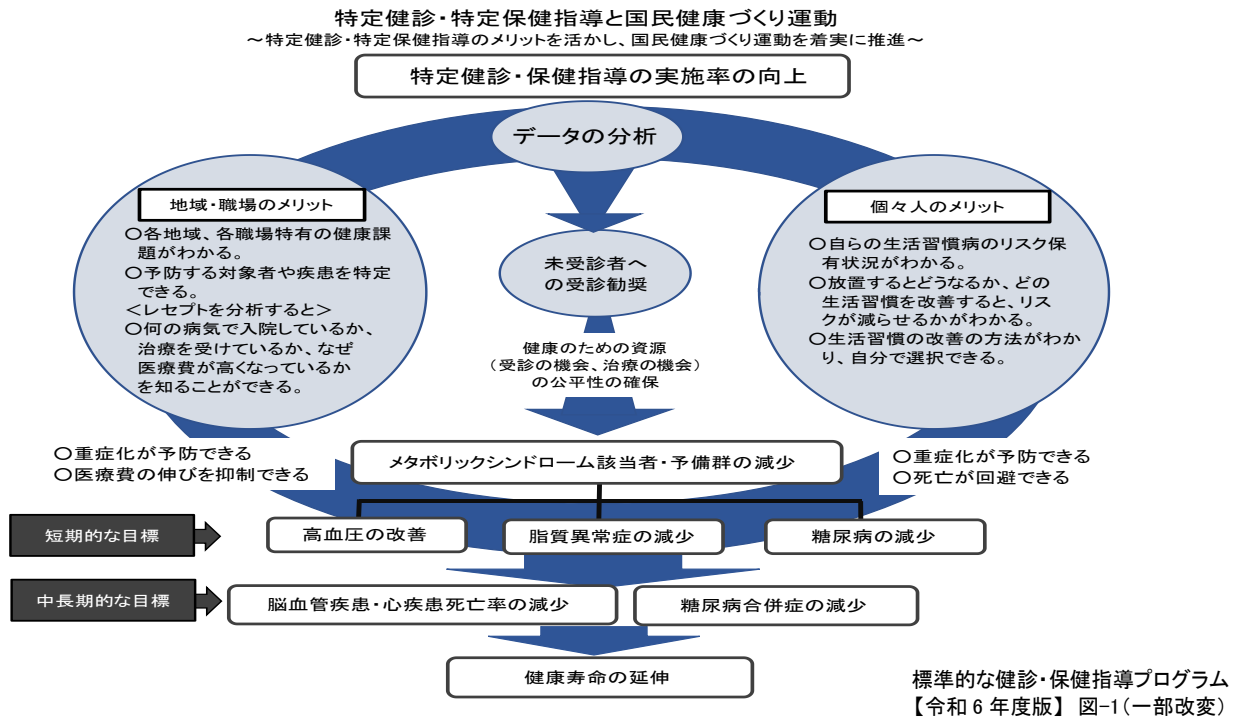 特定健診・特定保健指導と国民健康づくり運動
～特定健診・特定保健指導のメリットを活かし、国民健康づくり運動を着実に推進～
特定健診・保健指導の実施率の向上
データの分析
地域・職場のメリット
○各地域、各職場特有の健康課
題がわかる。
○予防する対象者や疾患を特定
できる。
＜レセプトを分析すると＞
○何の病気で入院しているか、
治療を受けているか、なぜ
医療費が高くなっているか
を知ることができる。
未受診者へ
の受診勧奨
健康のための資源
（受診の機会、治療の機会）
の公平性の確保
個々人のメリット
○自らの生活習慣病のリスク保
有状況がわかる。
○放置するとどうなるか、どの
生活習慣を改善すると、リス
クが減らせるかがわかる。
○生活習慣の改善の方法がわか
り、自分で選択できる。
○重症化が予防できる
○医療費の伸びを抑制できる
メタボリックシンドローム該当者・予備群の減少
○重症化が予防できる
○死亡が回避できる
短期的な目標
高血圧の改善
脂質異常症の減少
糖尿病の減少
中長期的な目標
脳血管疾患・心疾患死亡率の減少
糖尿病合併症の減少
健康寿命の延伸
標準的な健診・保健指導プログラム
【令和６年度版】 図-1（一部改変）